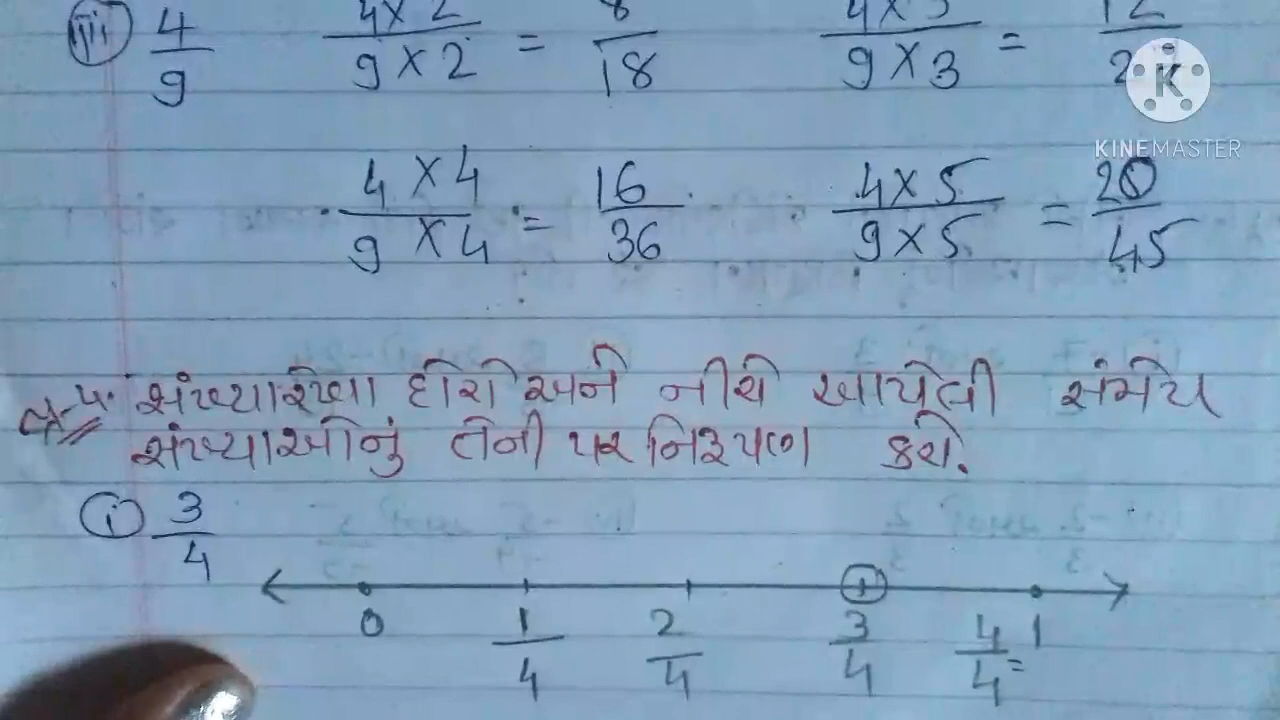 iii 4/9 4×2/9×2 = 8/18 4×3/9×3 = 12/2
KINEMASTER
4×4/9×4 = 16/36 4×5/9×5 = 20/45
પ્ર-૫. સંખ્યારેખા દોરો અને નીચે આપેલી સંમેય
સંખ્યાઓનું તેની પર નિરૂપણ કરો.
i 3/4
0 1/4 2/4 3/4 4/4 = 1